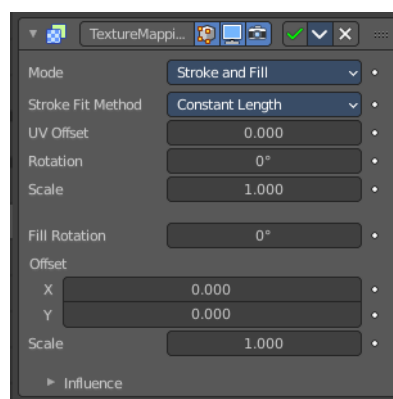 TextureMappi...
Mode Stroke and Fill
Stroke Fit Method Constant Length
UV Offset 0.000
Rotation 0°
Scale 1.000
Fill Rotation 0°
Offset
X 0.000
Y 0.000
Scale 1.000
Influence